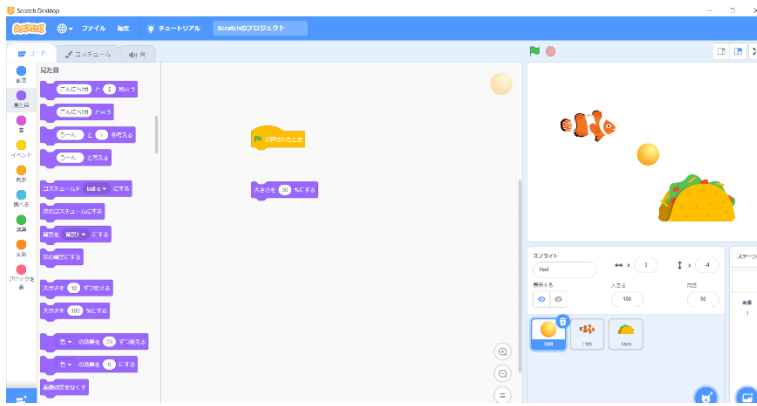 Scratch Desktop
SCRATCH
ファイル 編集 チュートリアル Scratchのプロジェクト
コード コスチューム 音
動き
見た目
音
イベント
制御
調べる
演算
変数
ブロック定義
見た目
こんにちは! と 2 秒言う
こんにちは! と言う
うーん... と 2 秒考える
うーん... と考える
コスチュームを ball-a にする
次のコスチュームにする
背景を 背景1 にする
次の背景にする
大きさを 10 ずつ変える
大きさを 100 %にする
色 の効果を 25 ずつ変える
色 の効果を 0 にする
画像効果をなくす
が押されたとき
大きさを 50 %にする
スプライト
Ball x 3 y -4
表示する 大きさ 向き
100 90
Ball Fish Taco
ステージ
背景
1